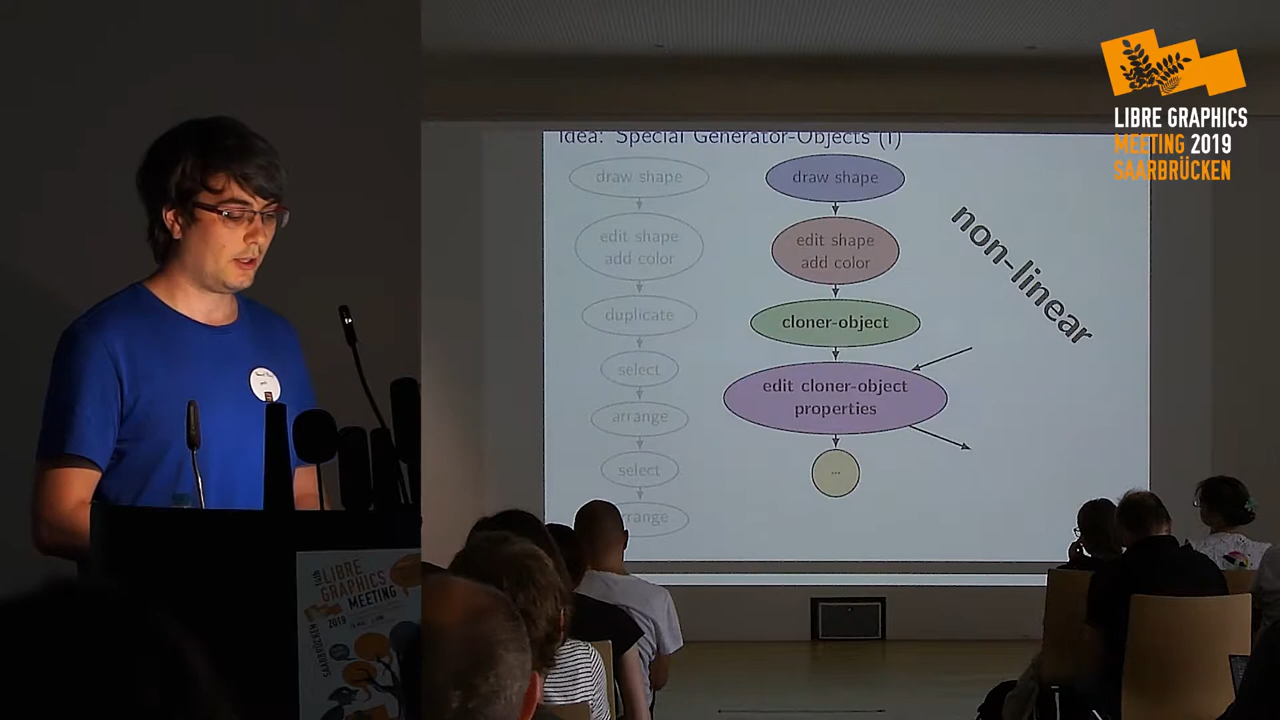 LIBRE GRAPHICS
MEETING 2019
SAARBRÜCKEN
Idea: Special Generator-Objects (I)
draw shape
edit shape
add color
duplicate
select
arrange
select
draw shape
edit shape
add color
cloner-object
edit cloner-object
properties
...
non-linear
LIBRE
GRAPHICS
MEETING
2019
SAARBRÜCKEN